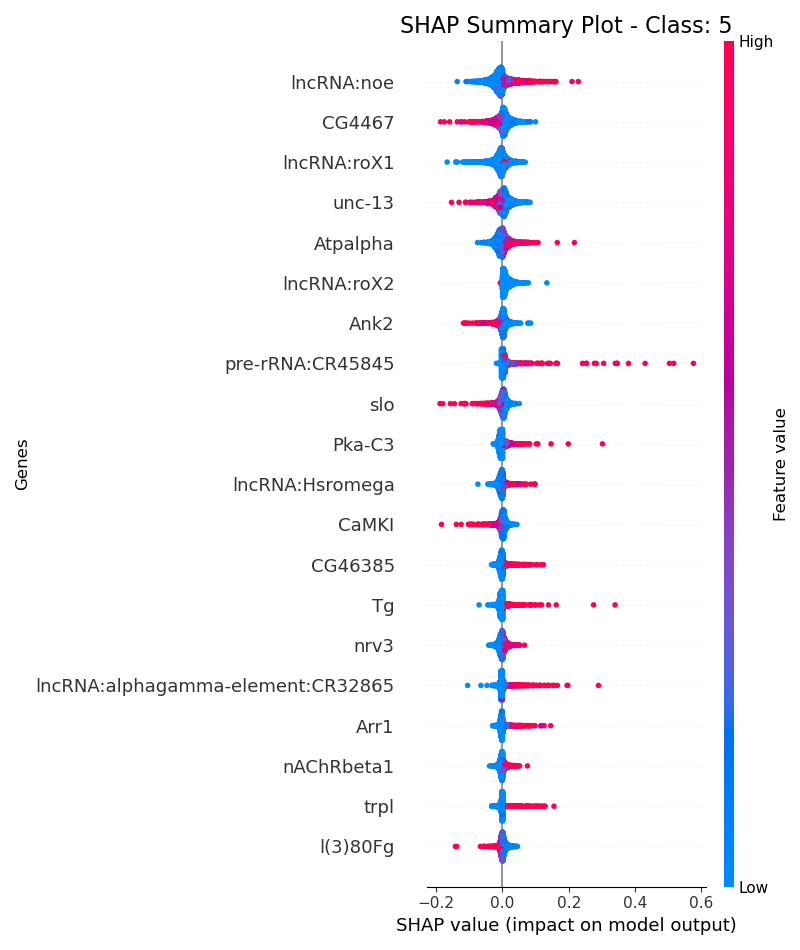 SHAP Summary Plot - Class: 5
High
lncRNA:noe
CG4467
lncRNA:roX1
unc-13
Atpalpha
lncRNA:roX2
Ank2
pre-rRNA:CR45845
slo
Pka-C3
lncRNA:Hsromega
CaMKI
CG46385
Tg
nrv3
lncRNA:alphagamma-element:CR32865
Arr1
nAChRbeta1
trpl
l(3)80Fg
Genes
Feature value
Low
−0.2 0.0 0.2 0.4 0.6
SHAP value (impact on model output)